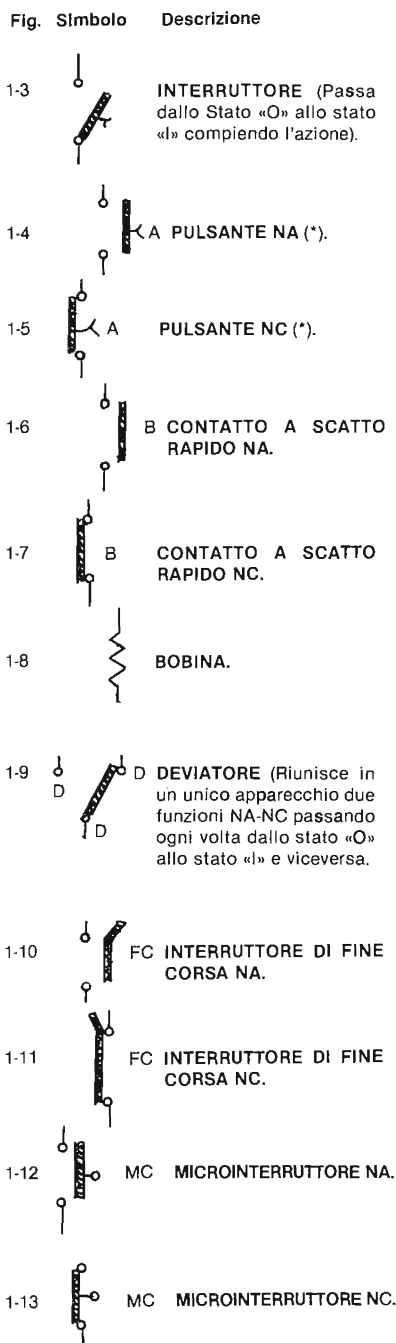 Fig. Simbolo Descrizione
1-3 INTERRUTTORE (Passa
dallo Stato «O» allo stato
«I» compiendo l'azione).
1-4 A PULSANTE NA (*).
1-5 A PULSANTE NC (*).
1-6 B CONTATTO A SCATTO
RAPIDO NA.
1-7 B CONTATTO A SCATTO
RAPIDO NC.
1-8 BOBINA.
1-9 D D DEVIATORE (Riunisce in
D un unico apparecchio due
funzioni NA-NC passando
ogni volta dallo stato «O»
allo stato «I» e viceversa.
1-10 FC INTERRUTTORE DI FINE
CORSA NA.
1-11 FC INTERRUTTORE DI FINE
CORSA NC.
1-12 MC MICROINTERRUTTORE NA.
1-13 MC MICROINTERRUTTORE NC.